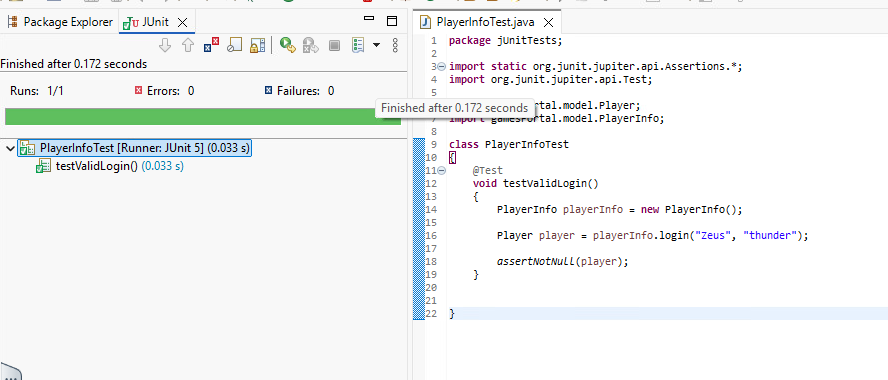 Package Explorer
JUnit
Finished after 0.172 seconds
Runs: 1/1
Errors: 0
Failures: 0
Finished after 0.172 seconds
PlayerInfoTest [Runner: JUnit 5] (0.033 s)
testValidLogin() (0.033 s)
PlayerInfoTest.java
1 package jUnitTests;
2
3 import static org.junit.jupiter.api.Assertions.*;
4 import org.junit.jupiter.api.Test;
ortal.model.Player;
7 import gamesPortal.model.PlayerInfo;
8
9 class PlayerInfoTest
10 {
11 @Test
12 void testValidLogin()
13 {
14 PlayerInfo playerInfo = new PlayerInfo();
15
16 Player player = playerInfo.login("Zeus", "thunder");
17
18 assertNotNull(player);
19 }
20
21
22 }